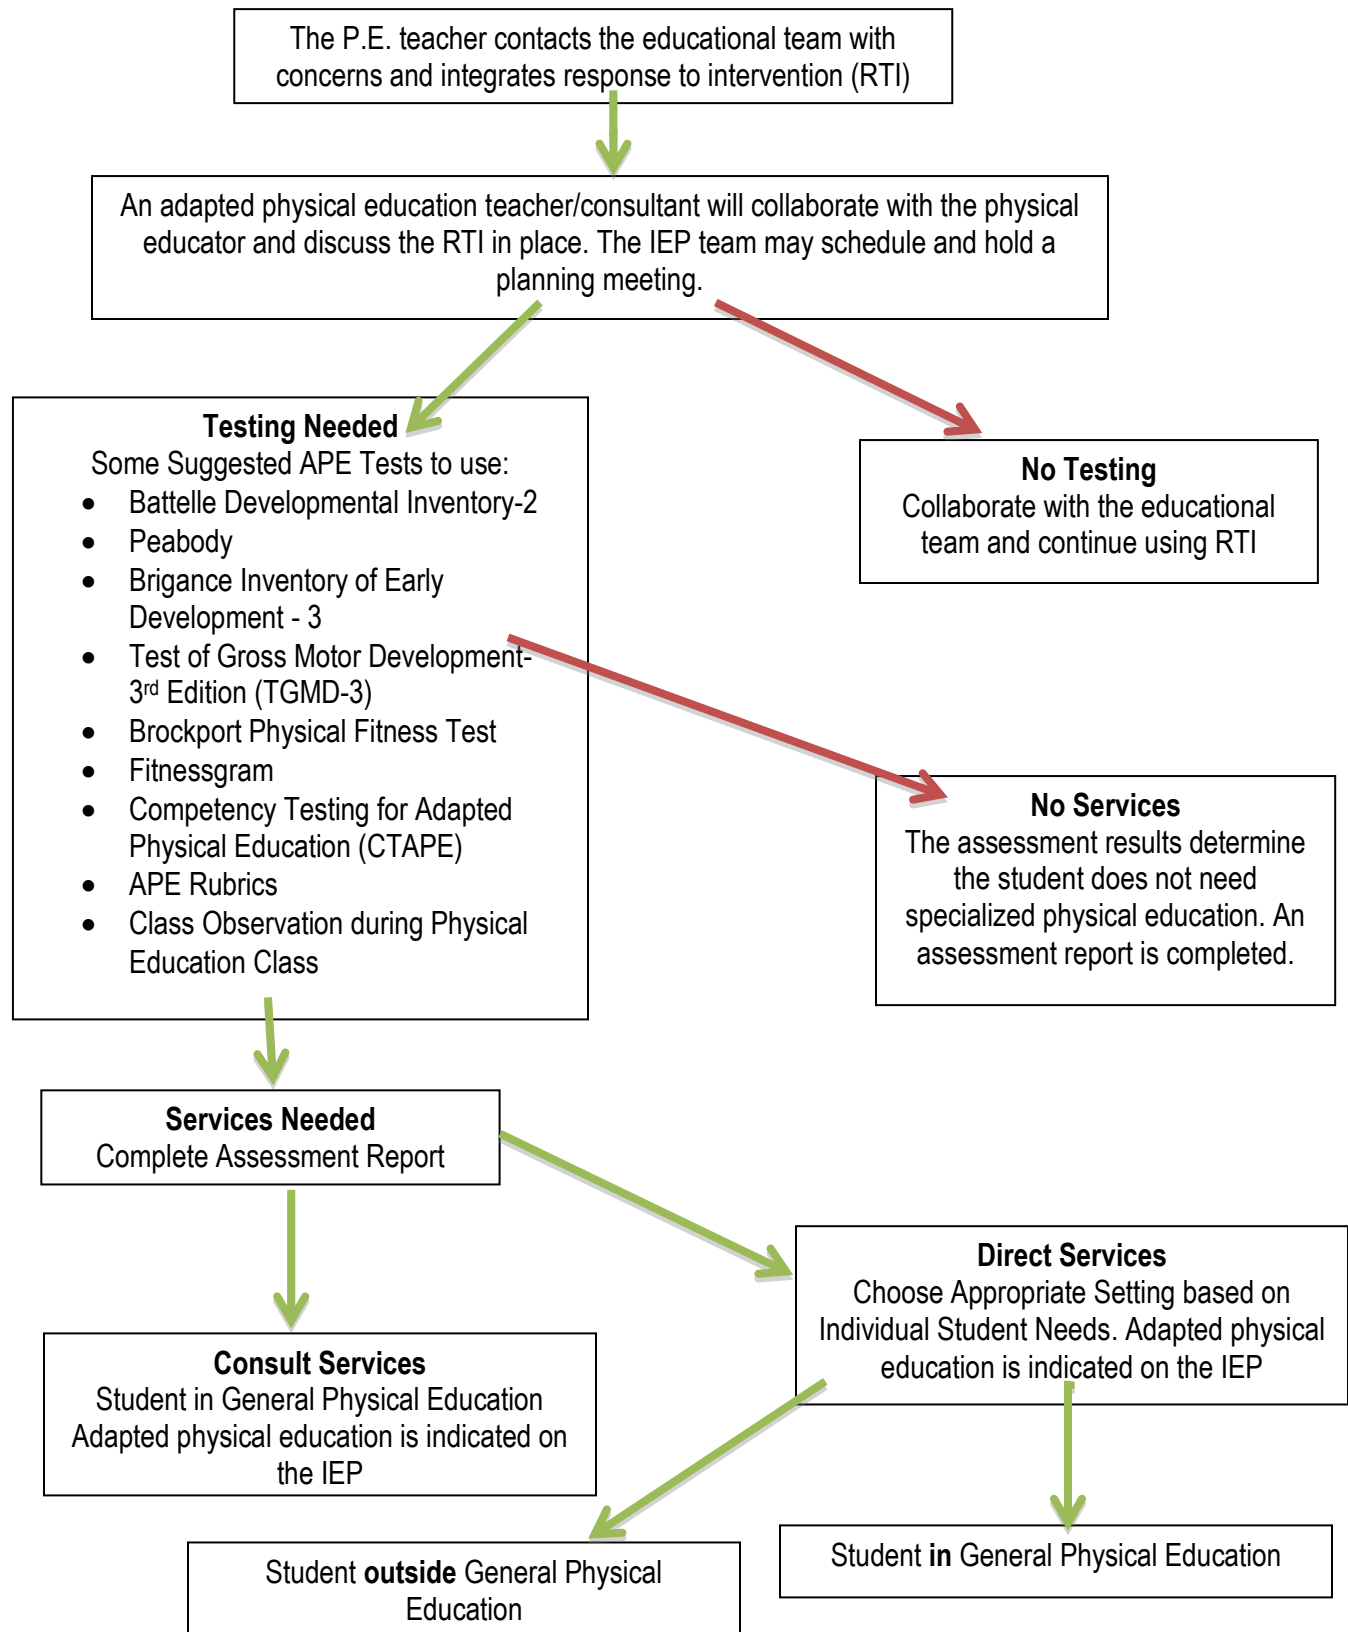 The P.E. teacher contacts the educational team with
concerns and integrates response to intervention (RTI)
An adapted physical education teacher/consultant will collaborate with the physical
educator and discuss the RTI in place. The IEP team may schedule and hold a
planning meeting.
Testing Needed
Some Suggested APE Tests to use:
• Battelle Developmental Inventory-2
• Peabody
• Brigance Inventory of Early
Development - 3
• Test of Gross Motor Development-
3rd Edition (TGMD-3)
• Brockport Physical Fitness Test
• Fitnessgram
• Competency Testing for Adapted
Physical Education (CTAPE)
• APE Rubrics
• Class Observation during Physical
Education Class
No Testing
Collaborate with the educational
team and continue using RTI
No Services
The assessment results determine
the student does not need
specialized physical education. An
assessment report is completed.
Services Needed
Complete Assessment Report
Direct Services
Choose Appropriate Setting based on
Individual Student Needs. Adapted physical
education is indicated on the IEP
Consult Services
Student in General Physical Education
Adapted physical education is indicated on
the IEP
Student outside General Physical
Education
Student in General Physical Education